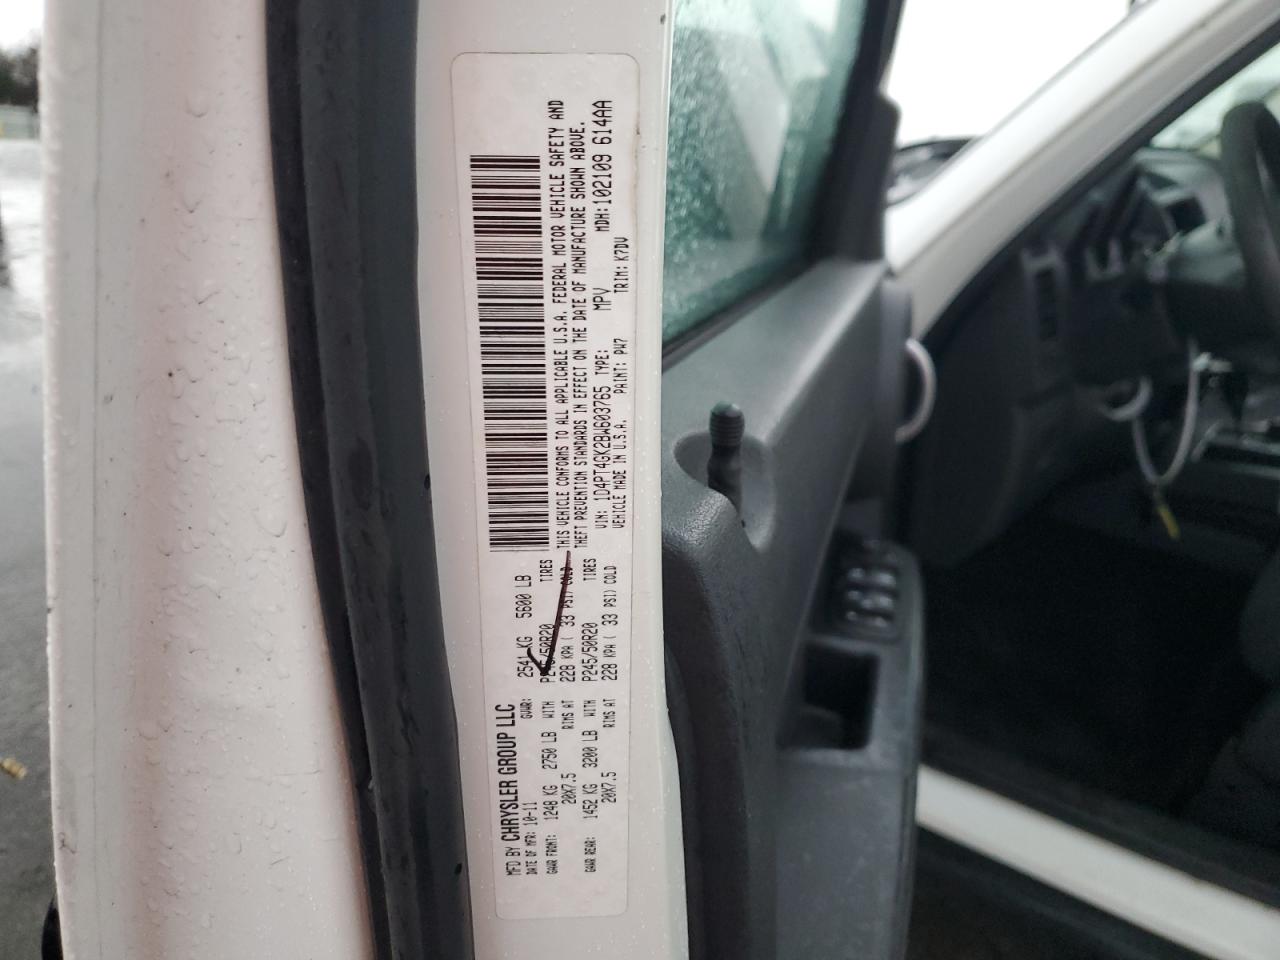 MFD BY CHRYSLER GROUP LLC
DATE OF MFR: 10-11 GVWR: 2541 KG 5600 LB
GAWR FRONT: 1248 KG 2750 LB WITH P245/50R20 TIRES
20X7.5 RIMS AT 228 KPA ( 33 PSI) COLD
GAWR REAR: 1452 KG 3200 LB WITH P245/50R20 TIRES
20X7.5 RIMS AT 228 KPA ( 33 PSI) COLD
THIS VEHICLE CONFORMS TO ALL APPLICABLE U.S.A. FEDERAL MOTOR VEHICLE SAFETY AND
THEFT PREVENTION STANDARDS IN EFFECT ON THE DATE OF MANUFACTURE SHOWN ABOVE.
VIN: 1D4PT4GK2BW603765 TYPE: MPV MDH:102109 614AA
VEHICLE MADE IN U.S.A. PAINT: PW7 TRIM: K7DV